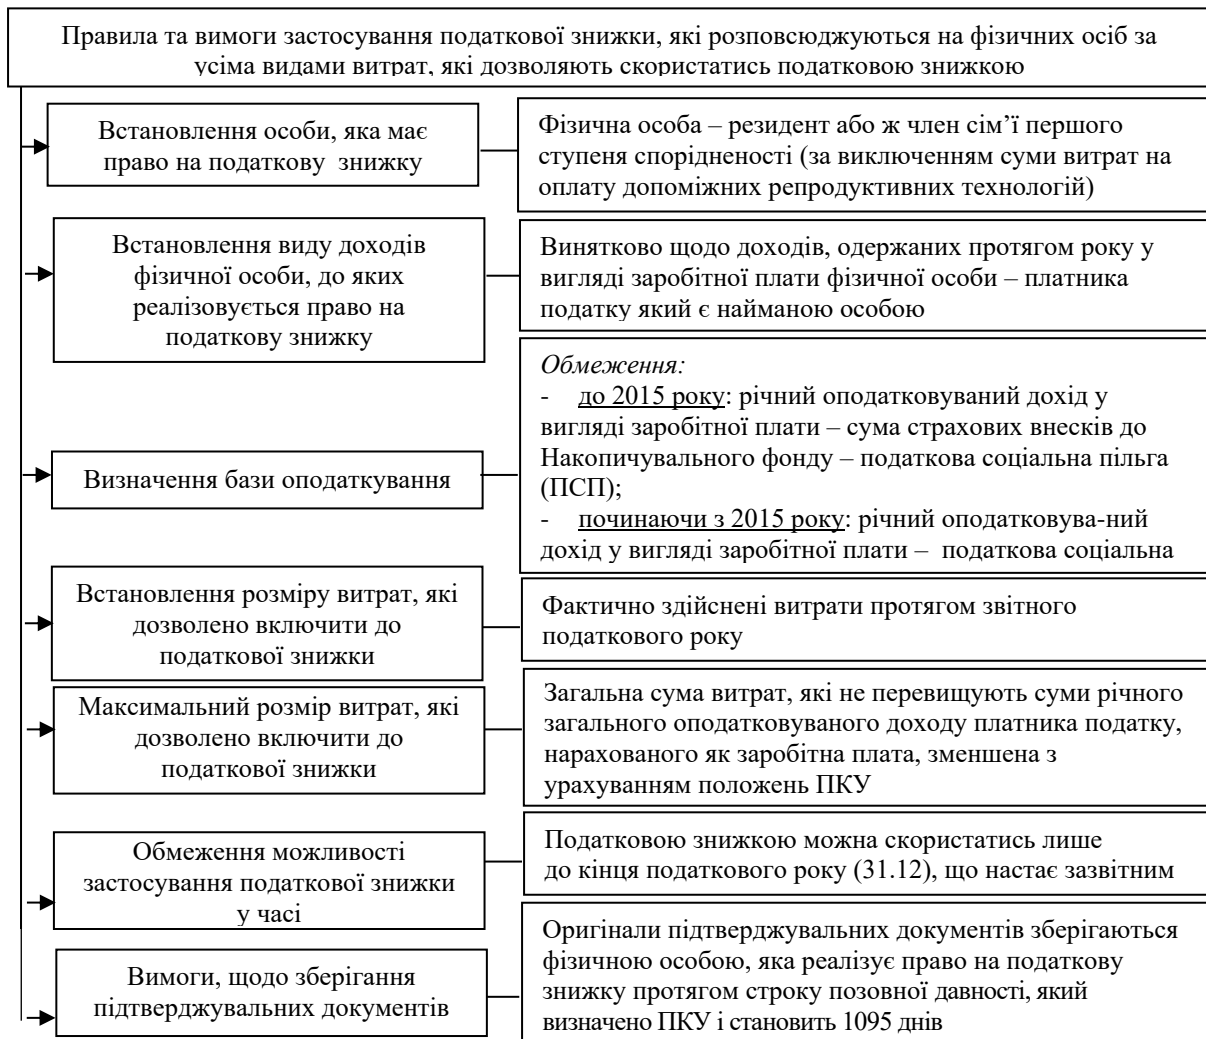 Правила та вимоги застосування податкової знижки, які розповсюджуються на фізичних осіб за
усіма видами витрат, які дозволяють скористатись податковою знижкою
Встановлення особи, яка має
право на податкову знижку
Фізична особа – резидент або ж член сім’ї першого
ступеня спорідненості (за виключенням суми витрат на
оплату допоміжних репродуктивних технологій)
Встановлення виду доходів
фізичної особи, до яких
реалізовується право на
податкову знижку
Винятково щодо доходів, одержаних протягом року у
вигляді заробітної плати фізичної особи – платника
податку який є найманою особою
Визначення бази оподаткування
Обмеження:
- до 2015 року: річний оподатковуваний дохід у
вигляді заробітної плати – сума страхових внесків до
Накопичувального фонду – податкова соціальна пільга
(ПСП);
- починаючи з 2015 року: річний оподатковува-ний
дохід у вигляді заробітної плати – податкова соціальна
Встановлення розміру витрат, які
дозволено включити до
податкової знижки
Фактично здійснені витрати протягом звітного
податкового року
Максимальний розмір витрат, які
дозволено включити до
податкової знижки
Загальна сума витрат, які не перевищують суми річного
загального оподатковуваного доходу платника податку,
нарахованого як заробітна плата, зменшена з
урахуванням положень ПКУ
Обмеження можливості
застосування податкової знижки
у часі
Податковою знижкою можна скористатись лише
до кінця податкового року (31.12), що настає зазвітним
Вимоги, щодо зберігання
підтверджувальних документів
Оригінали підтверджувальних документів зберігаються
фізичною особою, яка реалізує право на податкову
знижку протягом строку позовної давності, який
визначено ПКУ і становить 1095 днів